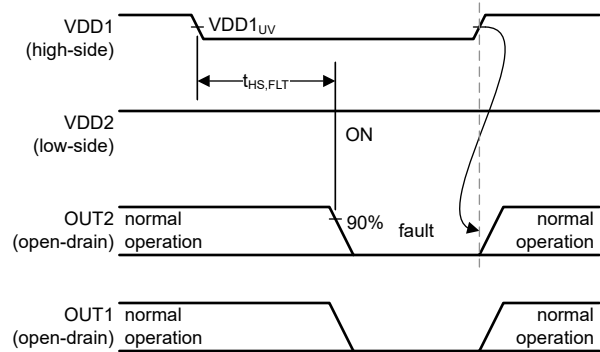 VDD1
(high-side)
VDD1UV
tHS,FLT
VDD2
(low-side)
ON
OUT2
(open-drain)
normal
operation
90%
fault
normal
operation
OUT1
(open-drain)
normal
operation
normal
operation